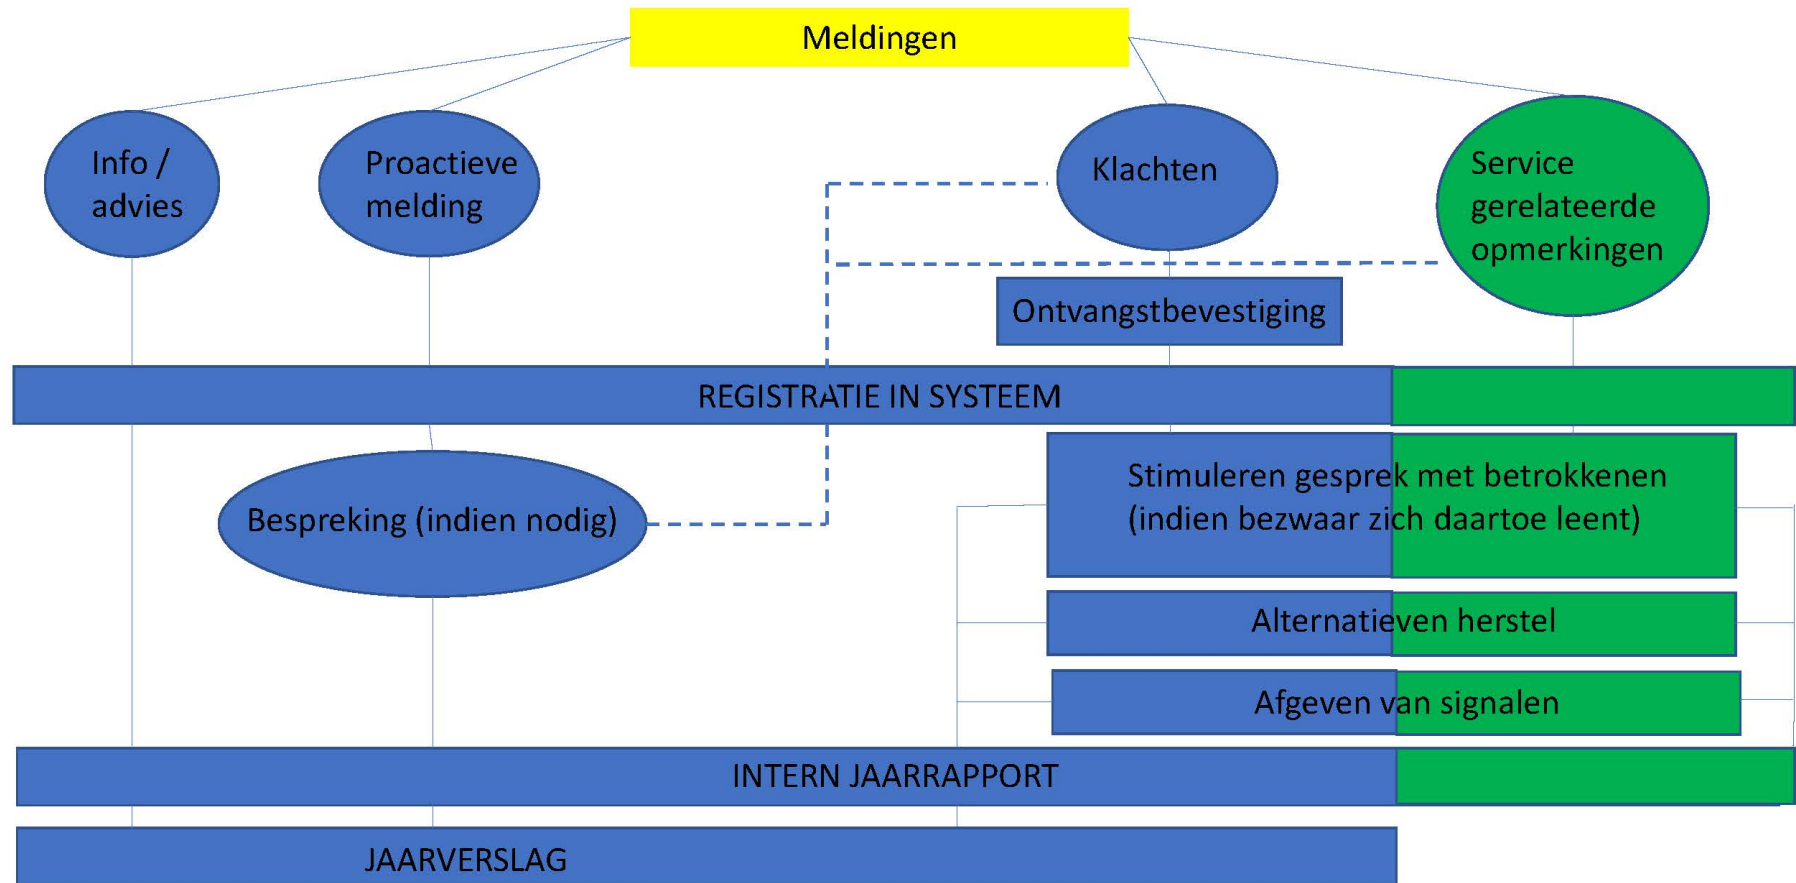 Meldingen
Info /
advies
Proactieve
melding
Klachten
Service
gerelateerde
opmerkingen
Ontvangstbevestiging
REGISTRATIE IN SYSTEEM
Bespreking (indien nodig)
Stimuleren gesprek met betrokkenen
(indien bezwaar zich daartoe leent)
Alternatieven herstel
Afgeven van signalen
INTERN JAARRAPPORT
JAARVERSLAG